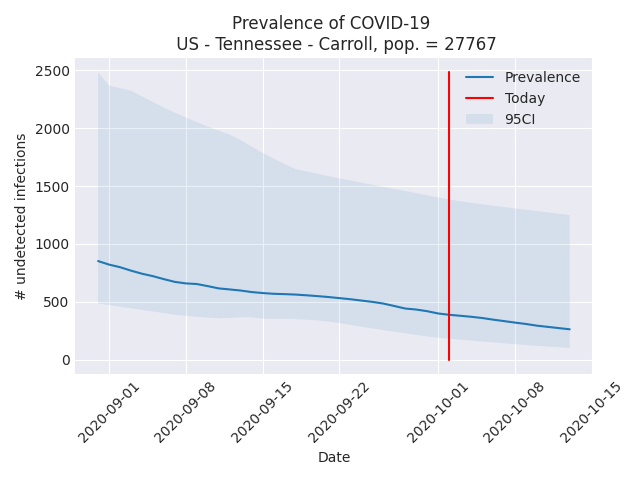 Prevalence of COVID-19
US - Tennessee - Carroll, pop. = 27767
2500
2000
1500
1000
500
0
# undetected infections
Prevalence
Today
95CI
2020-09-01
2020-09-08
2020-09-15
2020-09-22
2020-10-01
2020-10-08
2020-10-15
Date